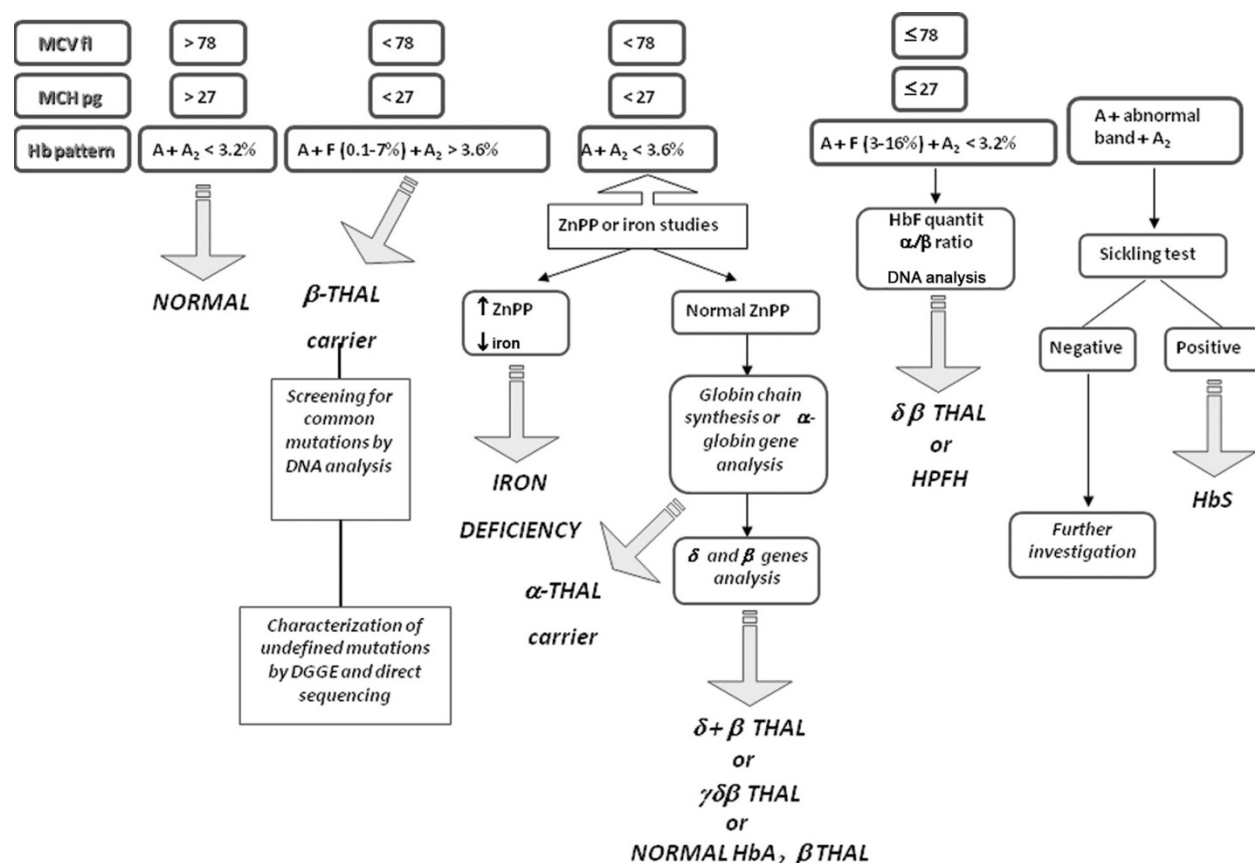 MCV fl
> 78
< 78
< 78
≤ 78
MCH pg
> 27
< 27
< 27
≤ 27
Hb pattern
A + A₂ < 3.2%
A + F (0.1-7%) + A₂ > 3.6%
A + A₂ < 3.6%
A + F (3-16%) + A₂ < 3.2%
A + abnormal
band + A₂
NORMAL
β-THAL
carrier
Screening for
common
mutations by
DNA analysis
Characterization of
undefined mutations
by DGGE and direct
sequencing
ZnPP or iron studies
↑ ZnPP
↓ iron
IRON
DEFICIENCY
Normal ZnPP
Globin chain
synthesis or α-
globin gene
analysis
α-THAL
carrier
δ and β genes
analysis
δ+ β THAL
or
γδβ THAL
or
NORMAL HbA₂ β THAL
HbF quantit
α/β ratio
DNA analysis
δ β THAL
or
HPFH
Sickling test
Negative
Positive
Further
investigation
HbS